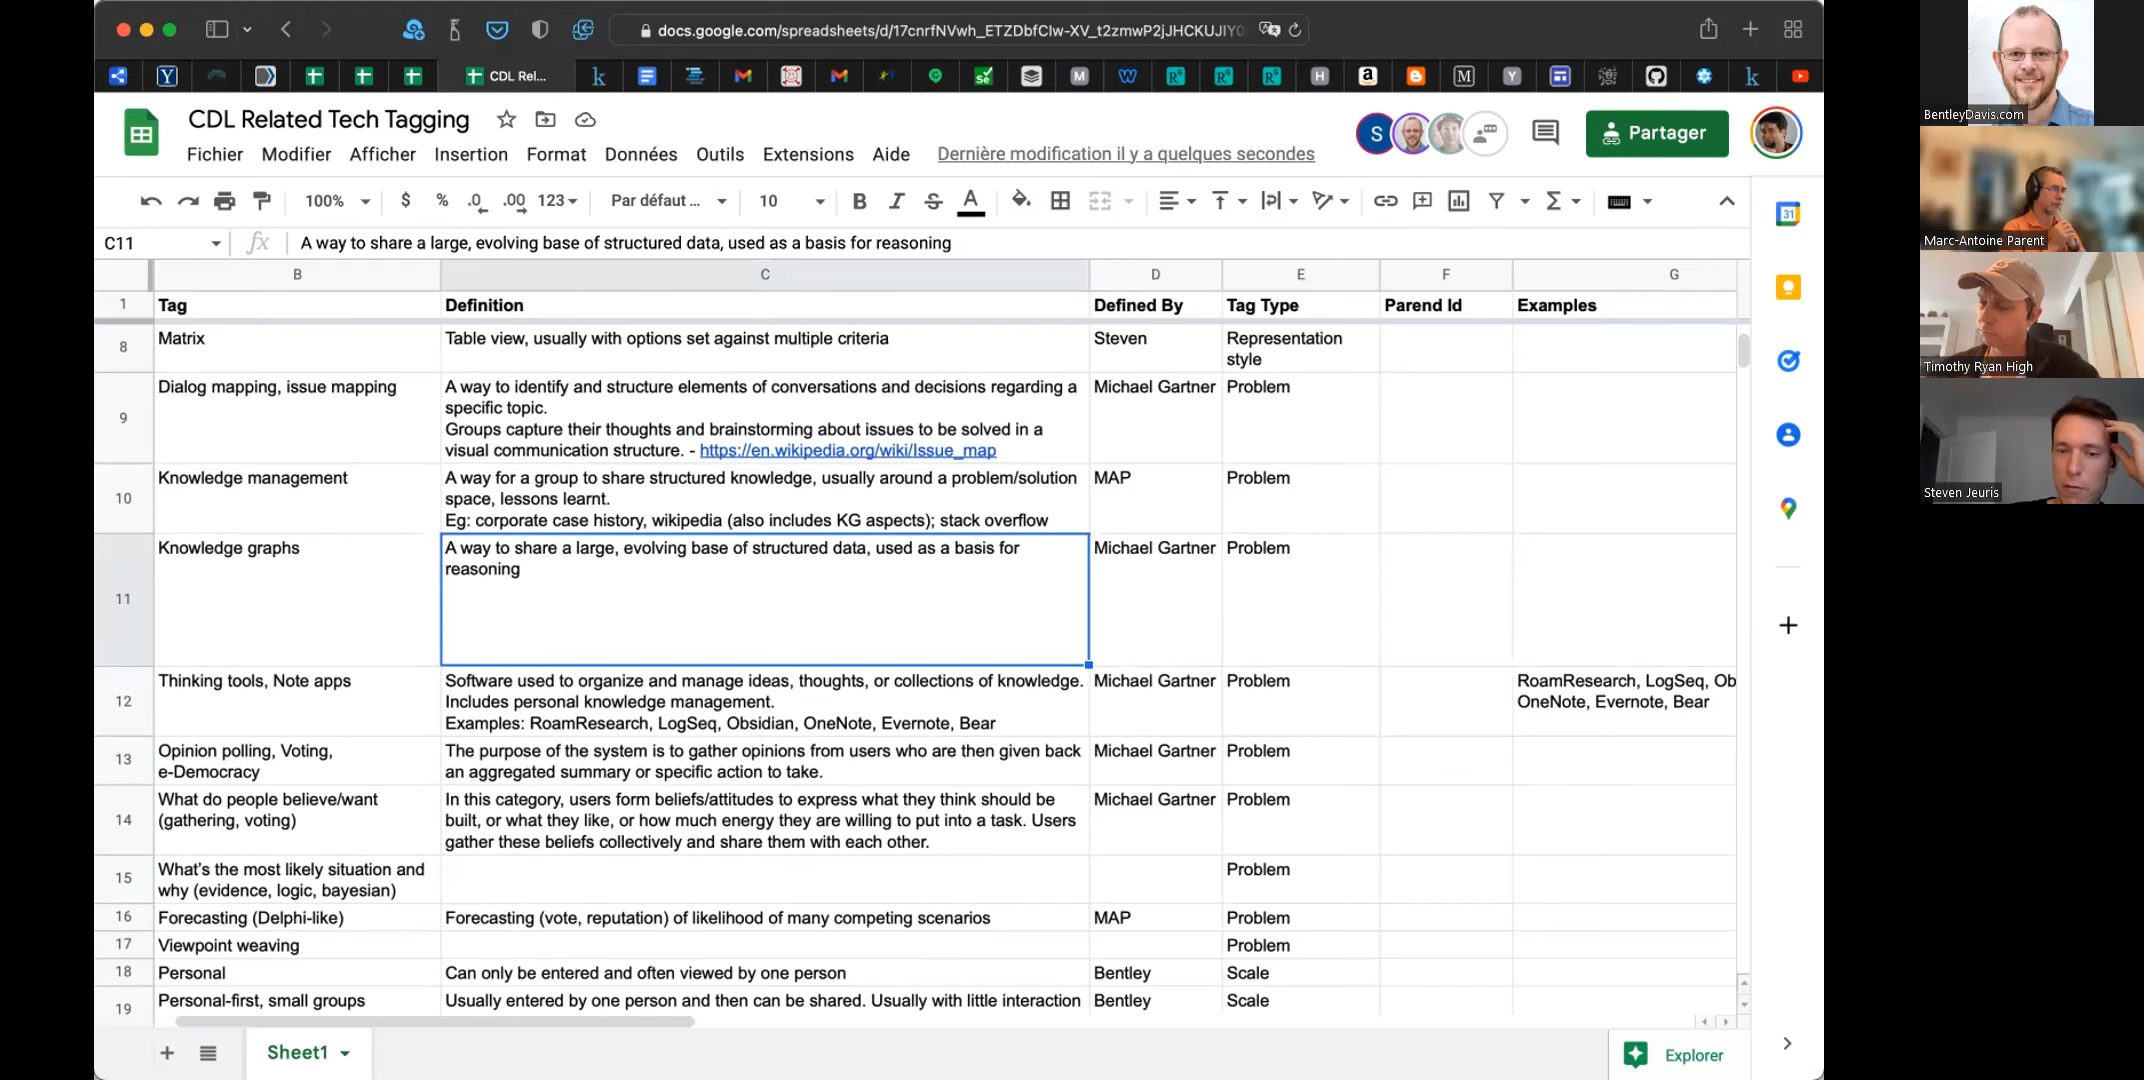 docs.google.com/spreadsheets/d/17cnrfNVwh_ETZDbfClw-XV_t2zmwP2jJHCKUJIY0
CDL Rel...
CDL Related Tech Tagging
Partager
Fichier Modifier Afficher Insertion Format Données Outils Extensions Aide Dernière modification il y a quelques secondes
100% $ % .0 .00 123 Par défaut ... 10
C11 fx A way to share a large, evolving base of structured data, used as a basis for reasoning
B C D E F G
1 Tag Definition Defined By Tag Type Parend Id Examples
8 Matrix Table view, usually with options set against multiple criteria Steven Representation
style
9 Dialog mapping, issue mapping A way to identify and structure elements of conversations and decisions regarding a Michael Gartner Problem
specific topic.
Groups capture their thoughts and brainstorming about issues to be solved in a
visual communication structure. - https://en.wikipedia.org/wiki/Issue_map
10 Knowledge management A way for a group to share structured knowledge, usually around a problem/solution MAP Problem
space, lessons learnt.
Eg: corporate case history, wikipedia (also includes KG aspects); stack overflow
11 Knowledge graphs A way to share a large, evolving base of structured data, used as a basis for Michael Gartner Problem
reasoning
12 Thinking tools, Note apps Software used to organize and manage ideas, thoughts, or collections of knowledge. Michael Gartner Problem RoamResearch, LogSeq, Ob
Includes personal knowledge management. OneNote, Evernote, Bear
Examples: RoamResearch, LogSeq, Obsidian, OneNote, Evernote, Bear
13 Opinion polling, Voting, The purpose of the system is to gather opinions from users who are then given back Michael Gartner Problem
e-Democracy an aggregated summary or specific action to take.
14 What do people believe/want In this category, users form beliefs/attitudes to express what they think should be Michael Gartner Problem
(gathering, voting) built, or what they like, or how much energy they are willing to put into a task. Users
gather these beliefs collectively and share them with each other.
15 What's the most likely situation and Problem
why (evidence, logic, bayesian)
16 Forecasting (Delphi-like) Forecasting (vote, reputation) of likelihood of many competing scenarios MAP Problem
17 Viewpoint weaving Problem
18 Personal Can only be entered and often viewed by one person Bentley Scale
19 Personal-first, small groups Usually entered by one person and then can be shared. Usually with little interaction Bentley Scale
Sheet1
Explorer
BentleyDavis.com
Marc-Antoine Parent
Timothy Ryan High
Steven Jeuris